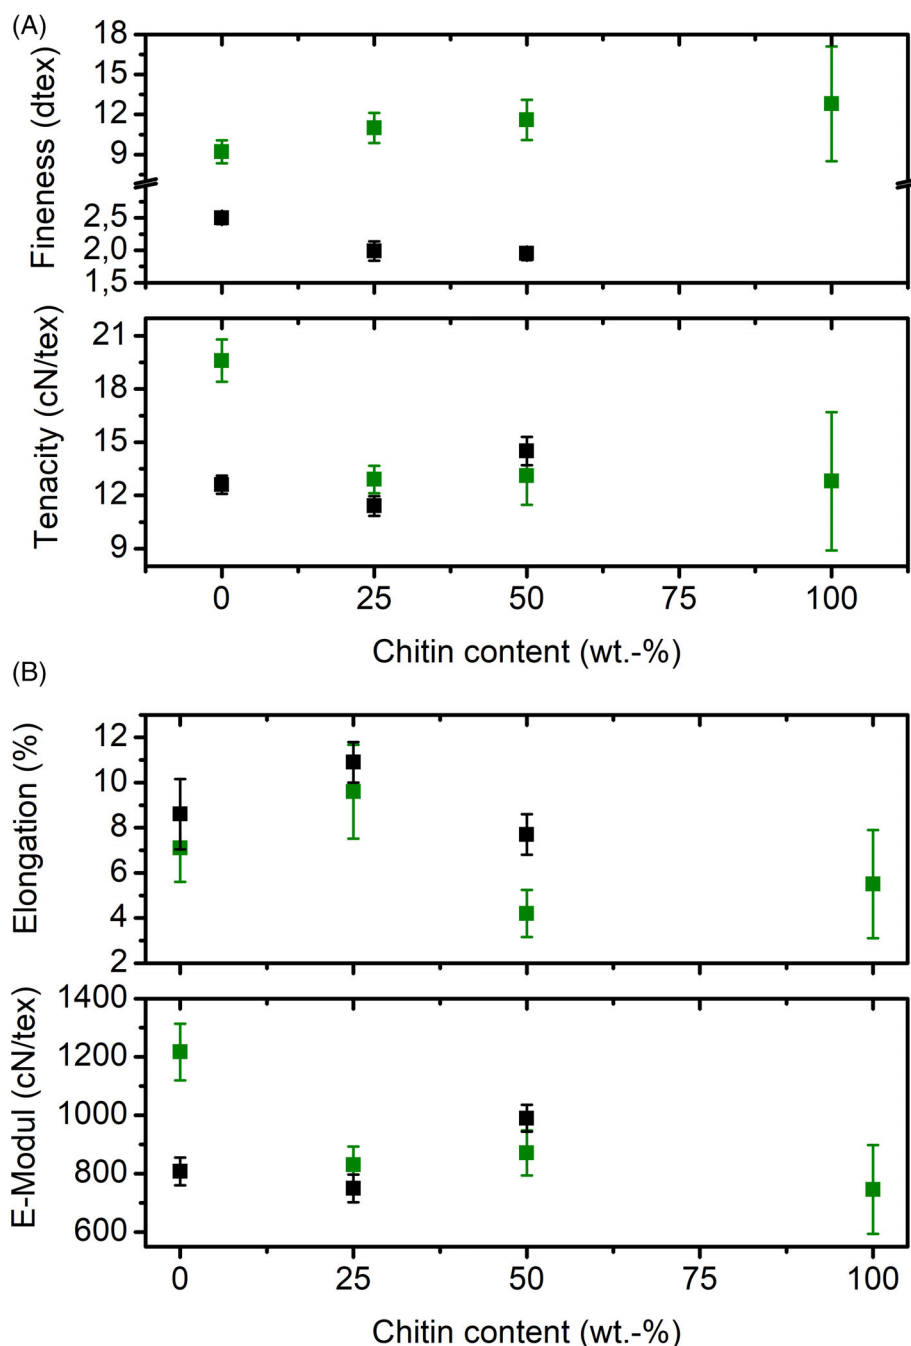 (A)
Fineness (dtex)
18
15
12
9
2,5
2,0
1,5
Tenacity (cN/tex)
21
18
15
12
9
0 25 50 75 100
Chitin content (wt.-%)
(B)
Elongation (%)
12
10
8
6
4
2
E-Modul (cN/tex)
1400
1200
1000
800
600
0 25 50 75 100
Chitin content (wt.-%)